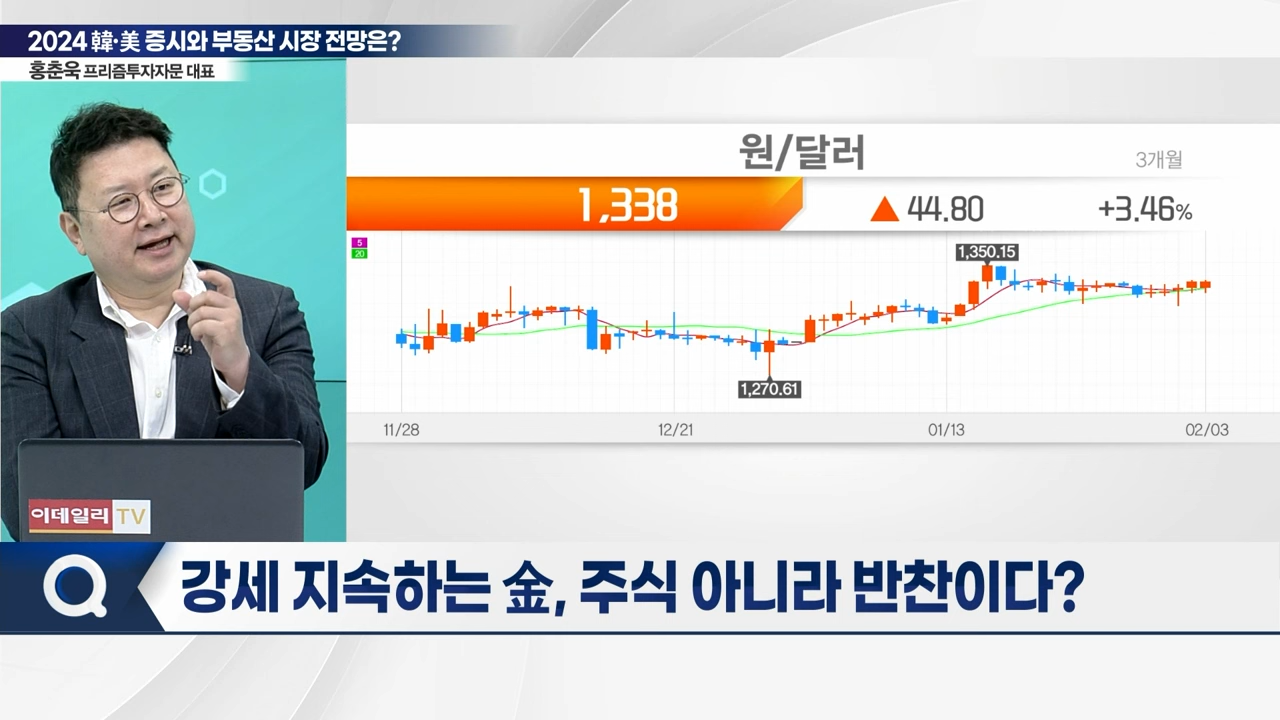 2024 韓·美 증시와 부동산 시장 전망은?
홍춘욱 프리즘투자자문 대표
원/달러
3개월
1,338
▲ 44.80
+3.46%
5
20
1,350.15
1,270.61
11/28
12/21
01/13
02/03
이데일리 TV
Q
강세 지속하는 金, 주식 아니라 반찬이다?